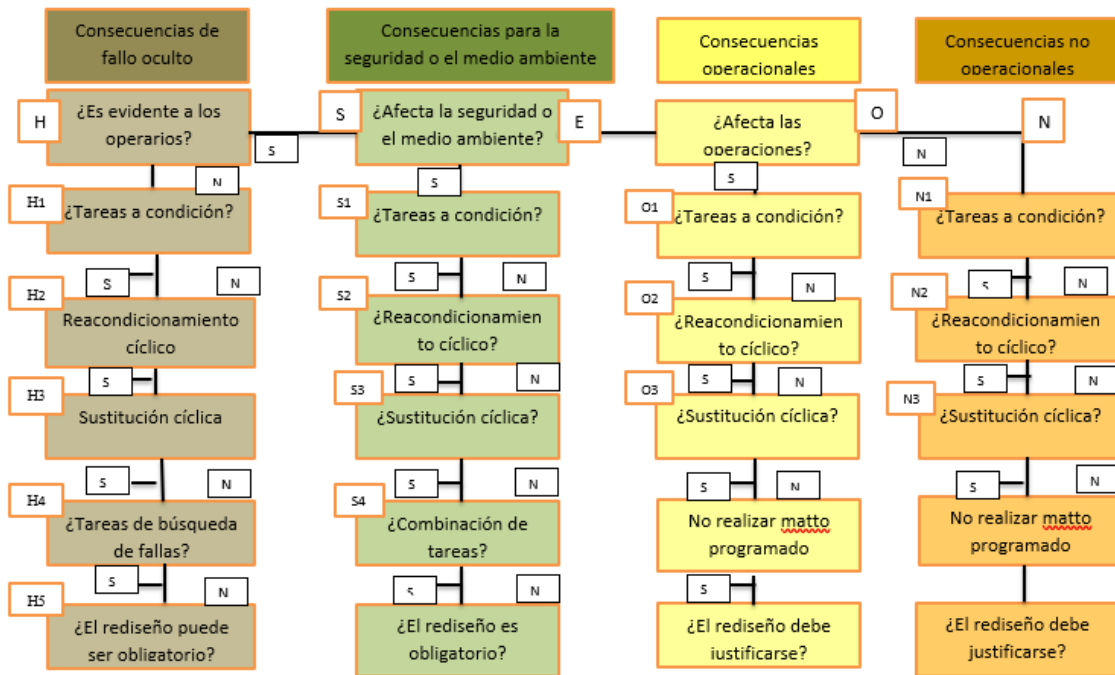 Consecuencias de
fallo oculto
Consecuencias para la
seguridad o el medio ambiente
Consecuencias
operacionales
Consecuencias no
operacionales
H
¿Es evidente a los
operarios?
S
S
¿Afecta la seguridad o
el medio ambiente?
E
¿Afecta las
operaciones?
O
N
N
N
S
S
H1
¿Tareas a condición?
S1
¿Tareas a condición?
O1
¿Tareas a condición?
N1
¿Tareas a condición?
S
N
S
N
S
N
S
N
H2
Reacondicionamiento
cíclico
S2
¿Reacondicionamien
to cíclico?
O2
¿Reacondicionamien
to cíclico?
N2
¿Reacondicionamien
to cíclico?
S
S
N
S
N
S
N
H3
Sustitución cíclica
S3
¿Sustitución cíclica?
O3
¿Sustitución cíclica?
N3
¿Sustitución cíclica?
S
N
S
N
S
N
S
N
H4
¿Tareas de búsqueda
de fallas?
S4
¿Combinación de
tareas?
No realizar matto
programado
No realizar matto
programado
S
N
S
N
S
H5
¿El rediseño puede
ser obligatorio?
¿El rediseño es
obligatorio?
¿El rediseño debe
justificarse?
¿El rediseño debe
justificarse?